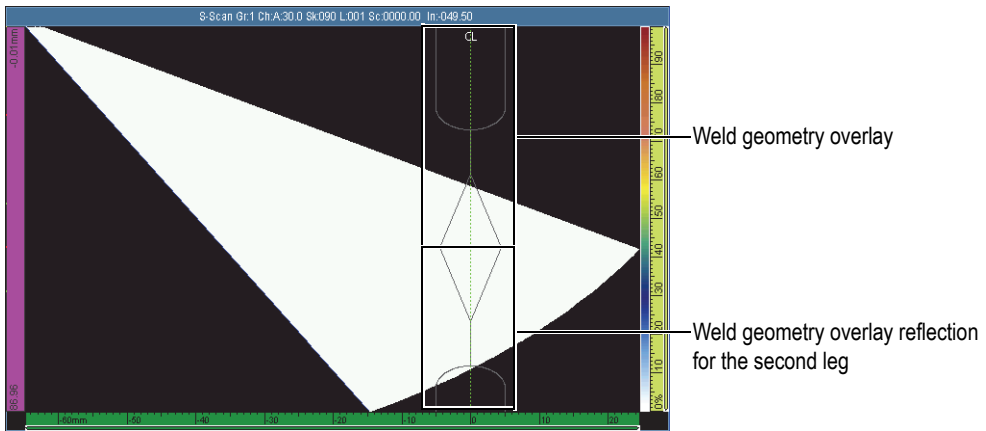 S-Scan Gr:1 Ch:A:30.0 Sk:090 L:001 Sc:0000.00 In:-049.50
CL
-0.01mm
86.96
|90
|80
|70
|60
|50
|40
|30
|20
|10
0%
|-60mm
|-50
|-40
|-30
|-20
|-10
|0
|10
|20
Weld geometry overlay
Weld geometry overlay reflection
for the second leg